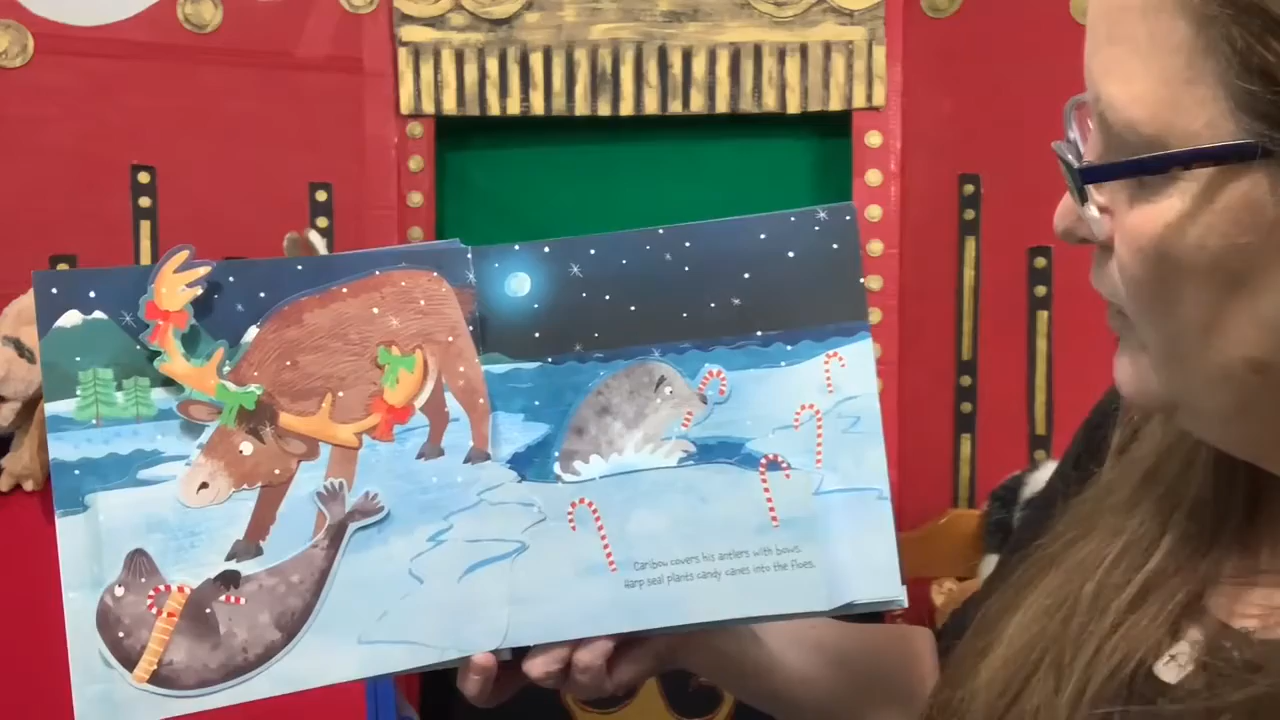 Caribou covers his antlers with bows.
Harp seal plants candy canes into the floes.